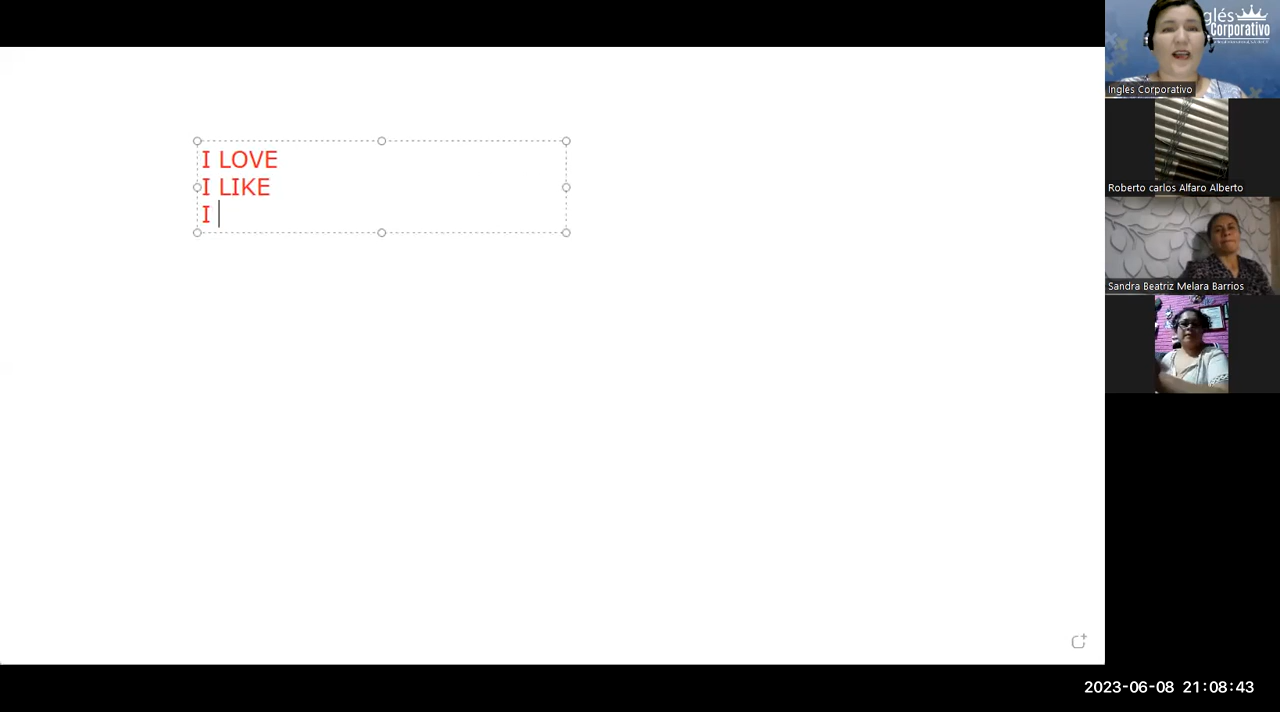 I LOVE
I LIKE
I
glés
Corporativo
Ingles Corporativo
Roberto carlos Alfaro Alberto
Sandra Beatriz Melara Barrios
2023-06-08 21:08:43